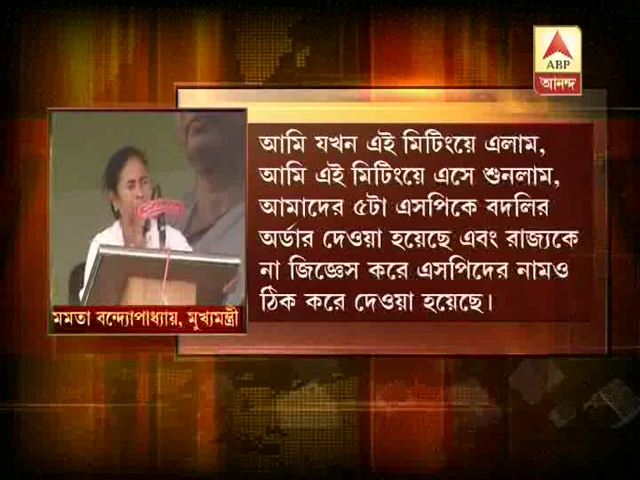 ABP
আনন্দ
আমি যখন এই মিটিংয়ে এলাম,
আমি এই মিটিংয়ে এসে শুনলাম,
আমাদের ৫টা এসপিকে বদলির
অর্ডার দেওয়া হয়েছে এবং রাজ্যকে
না জিজ্ঞেস করে এসপিদের নামও
ঠিক করে দেওয়া হয়েছে।
মমতা বন্দ্যোপাধ্যায়, মুখ্যমন্ত্রী